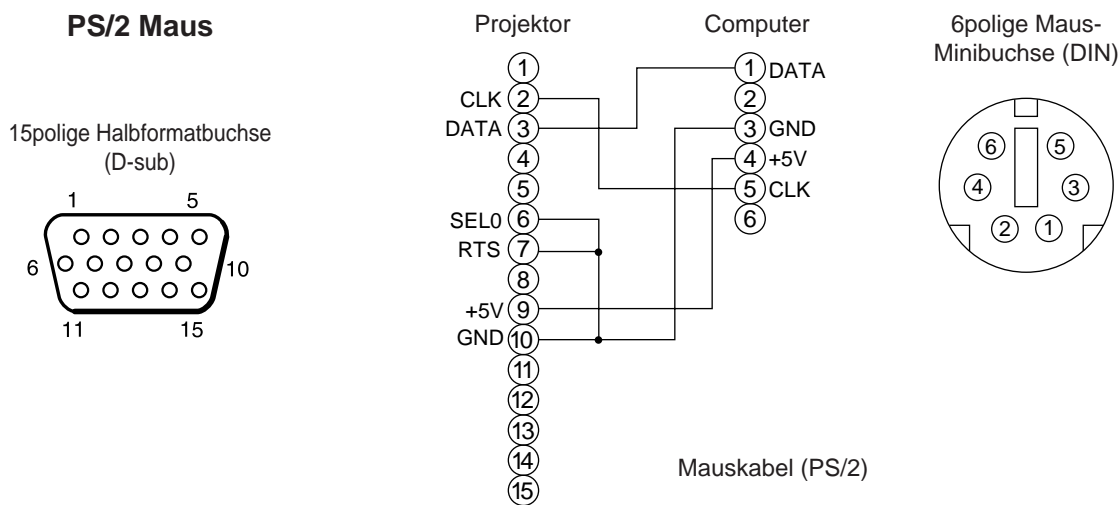 PS/2 Maus
15polige Halbformatbuchse
(D-sub)
1 5
6 10
11 15
Projektor Computer
1
CLK 2
DATA 3
4
5
SEL0 6
RTS 7
8
+5V 9
GND 10
11
12
13
14
15
1 DATA
2
3 GND
4 +5V
5 CLK
6
Mauskabel (PS/2)
6polige Maus-
Minibuchse (DIN)
6 5
4 3
2 1